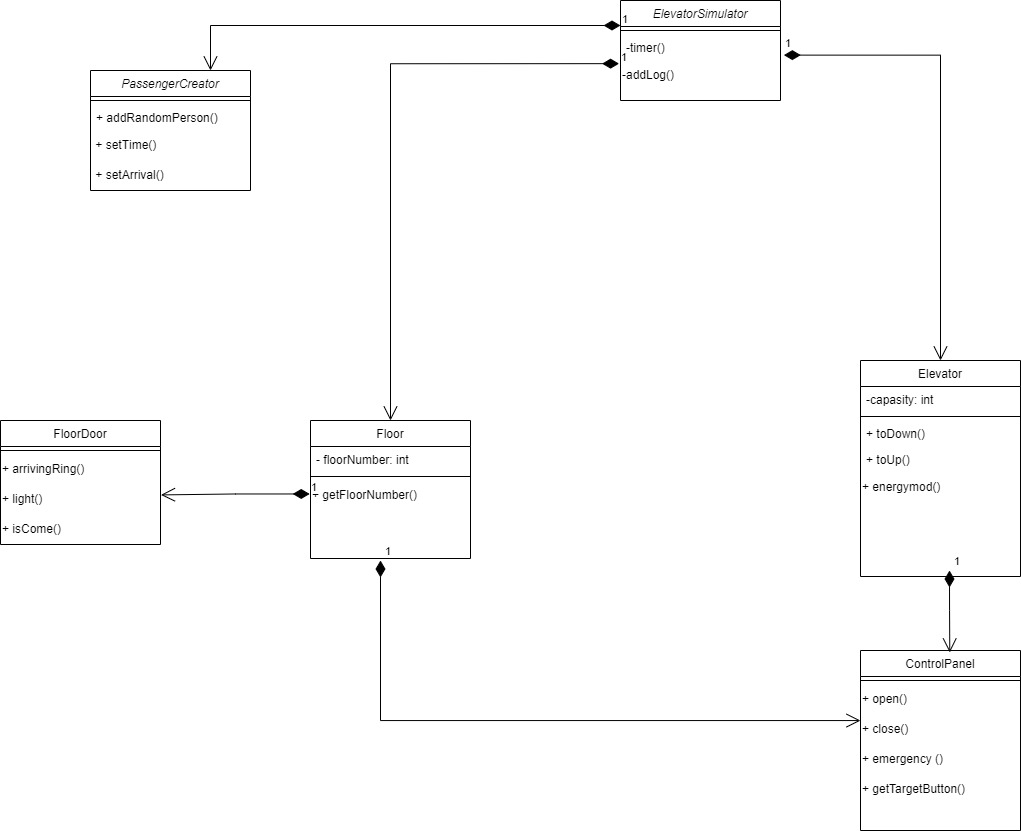 ElevatorSimulator
1
-timer()
1
-addLog()
1
PassengerCreator
+ addRandomPerson()
+ setTime()
+ setArrival()
Elevator
-capasity: int
+ toDown()
+ toUp()
+ energymod()
1
FloorDoor
+ arrivingRing()
+ light()
+ isCome()
Floor
- floorNumber: int
1
+ getFloorNumber()
1
ControlPanel
+ open()
+ close()
+ emergency ()
+ getTargetButton()